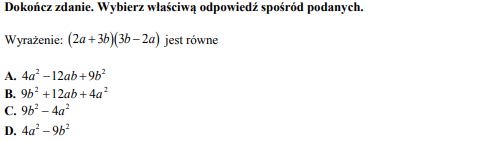 Dokończ zdanie. Wybierz właściwą odpowiedź spośród podanych.
Wyrażenie: (2a + 3b)(3b − 2a) jest równe
A. 4a² − 12ab + 9b²
B. 9b² + 12ab + 4a²
C. 9b² − 4a²
D. 4a² − 9b²